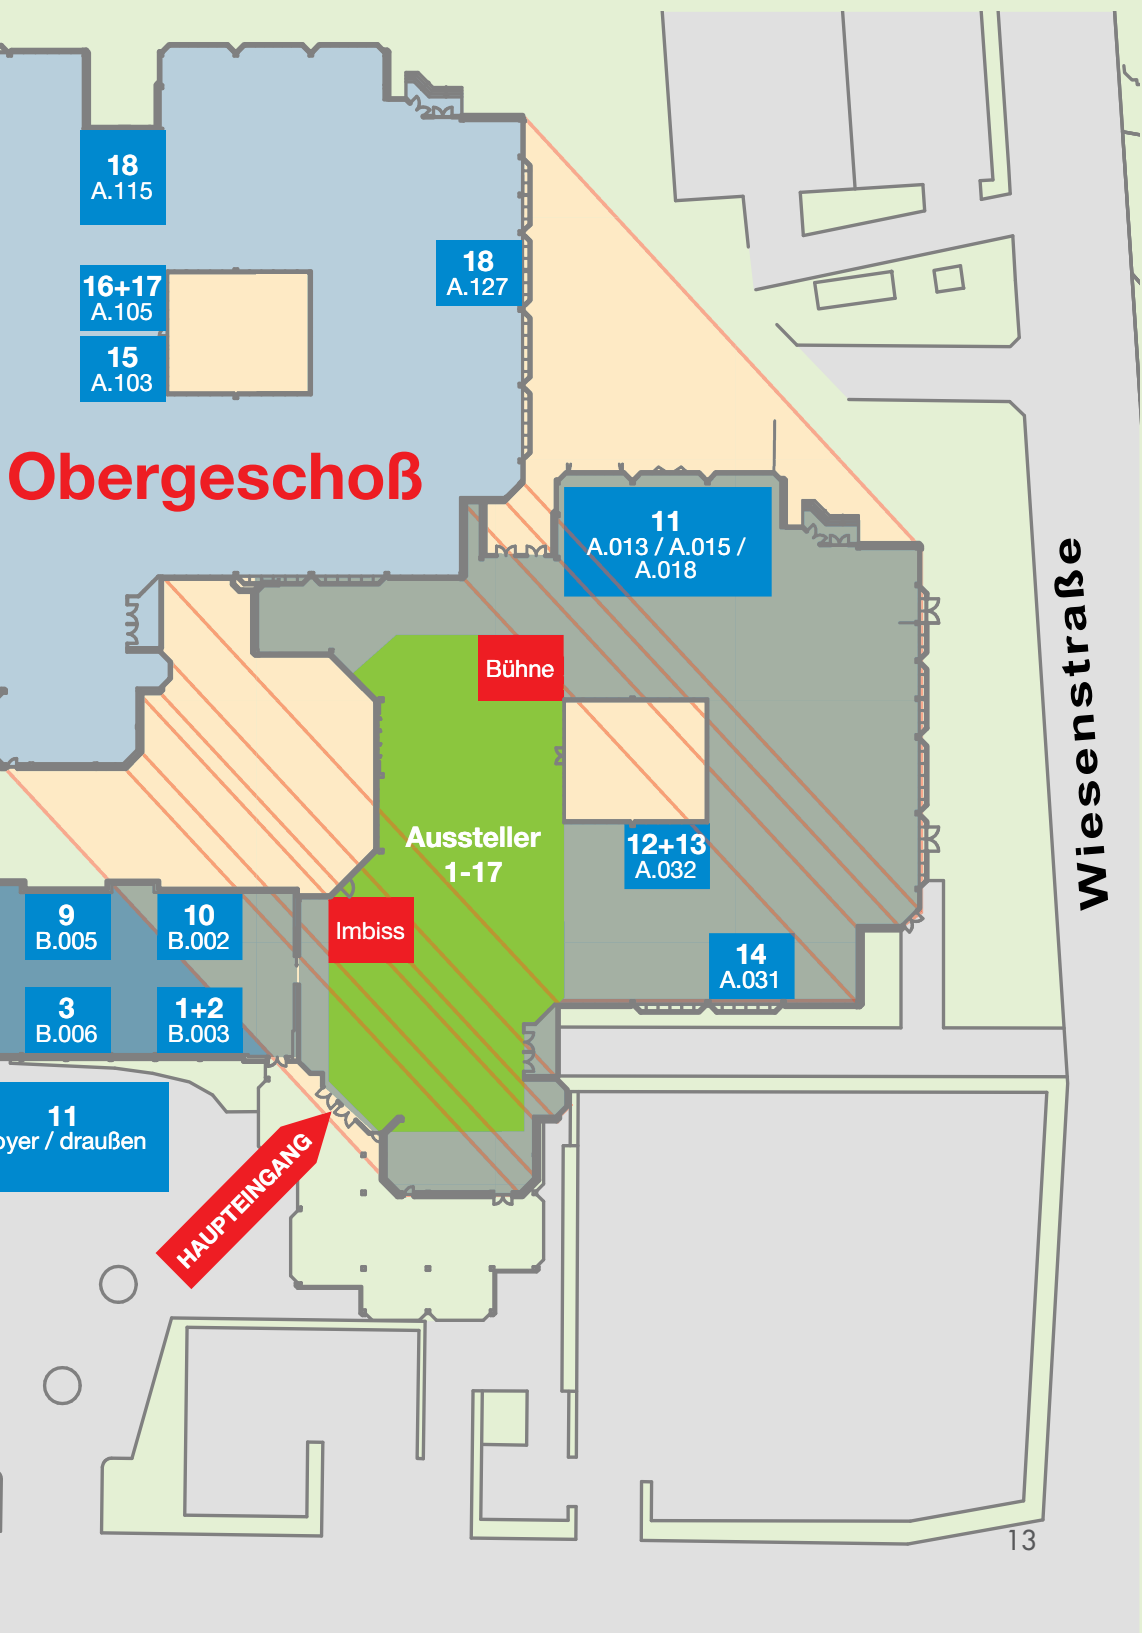 18
A.115
18
A.127
16+17
A.105
15
A.103
Obergeschoß
11
A.013 / A.015 /
A.018
Wiesenstraße
Bühne
Aussteller
1-17
12+13
A.032
Imbiss
9
B.005
10
B.002
14
A.031
3
B.006
1+2
B.003
11
oyer / draußen
HAUPTEINGANG
13